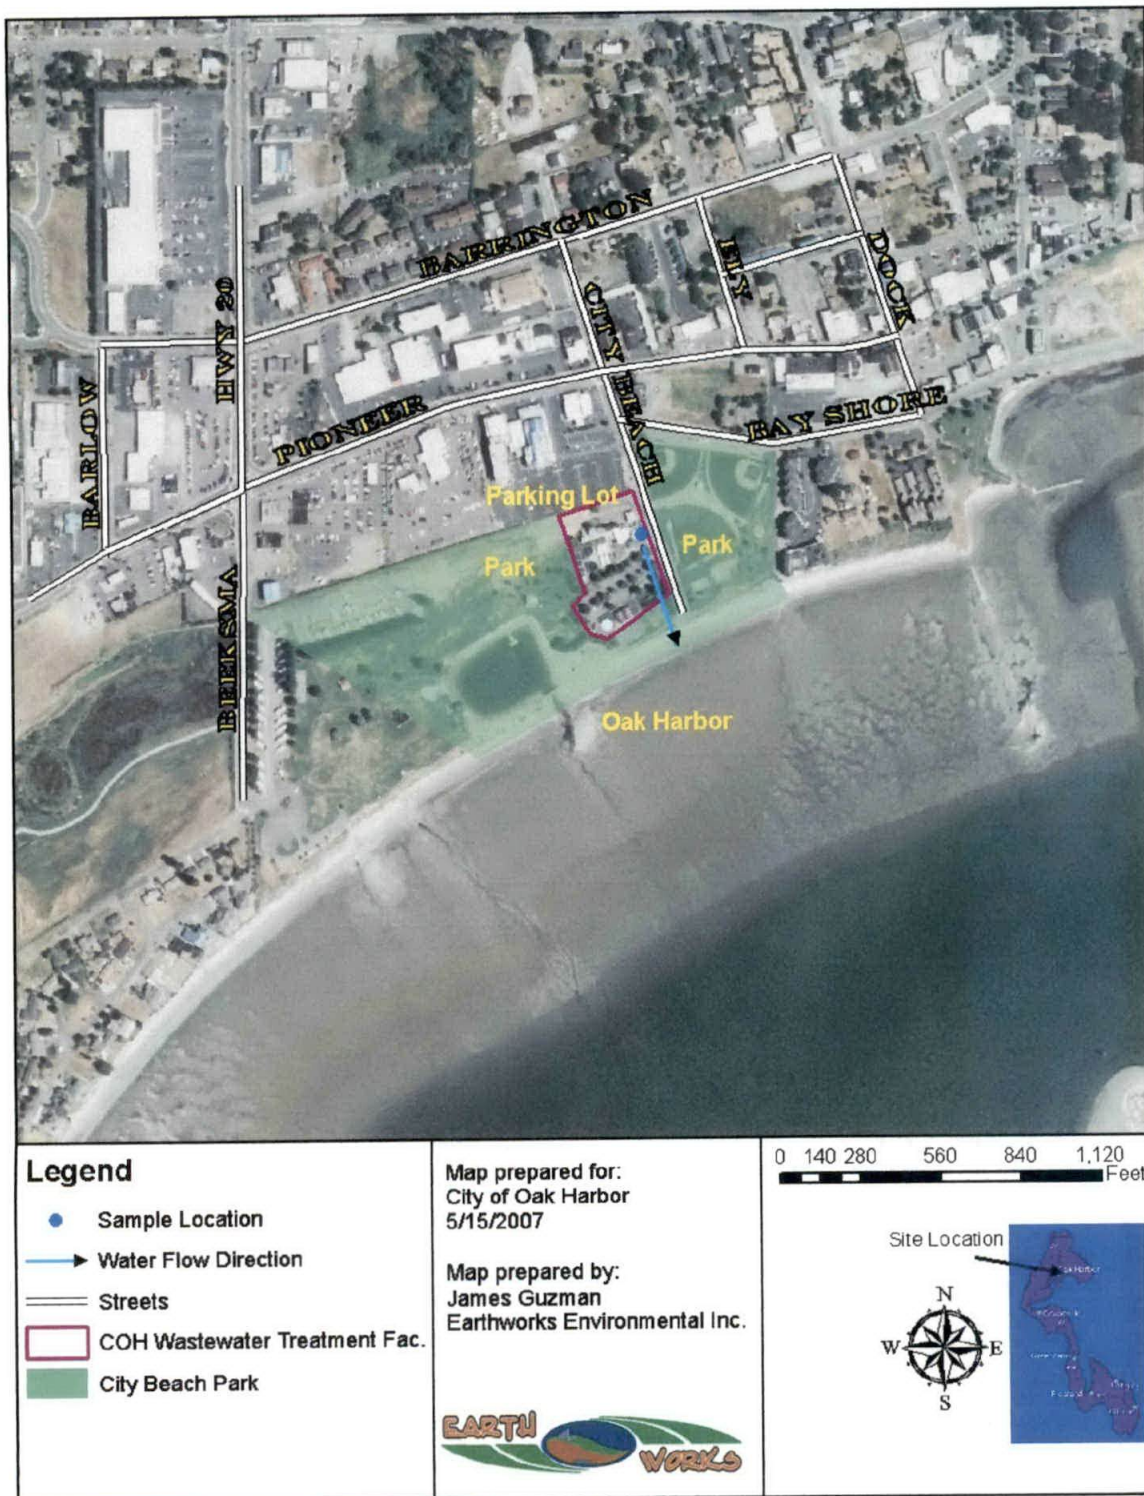 BARRINGTON
ELY
DOCK
CITY BEACH
HWY 20
BARLOW
PIONEER
BAY SHORE
Parking Lot
Park
Park
BEEKSMA
Oak Harbor
Legend
Sample Location
Water Flow Direction
Streets
COH Wastewater Treatment Fac.
City Beach Park
Map prepared for:
City of Oak Harbor
5/15/2007
Map prepared by:
James Guzman
Earthworks Environmental Inc.
EARTH
WORKS
0 140 280 560 840 1,120
Feet
Site Location
Oak Harbor
N
W E
S